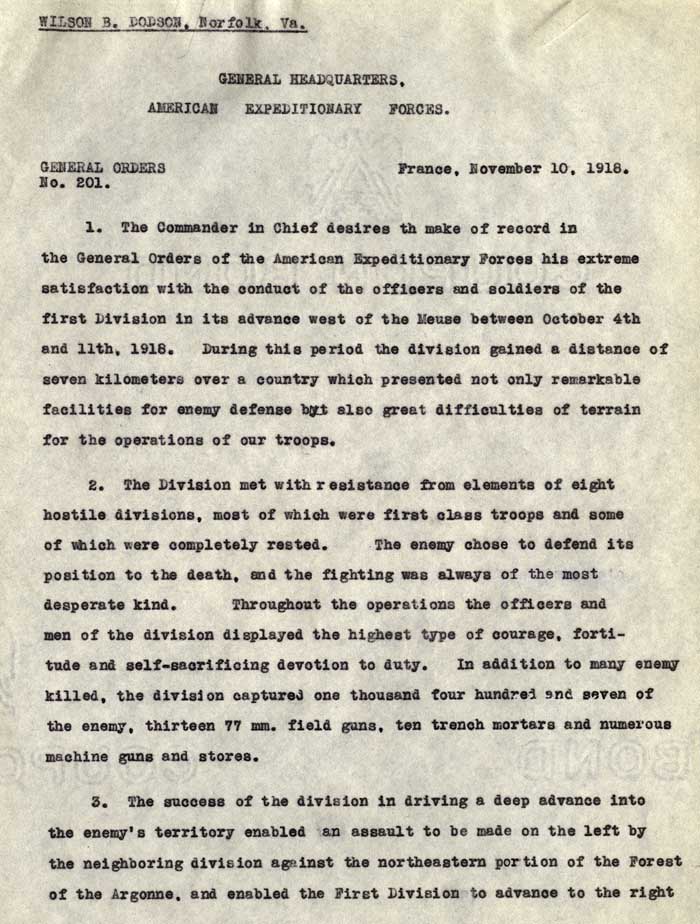 WILSON B. DODSON, Norfolk, Va.
GENERAL HEADQUARTERS,
AMERICAN EXPEDITIONARY FORCES.
GENERAL ORDERS France, November 10, 1918.
No. 201.
1. The Commander in Chief desires th make of record in
the General Orders of the American Expeditionary Forces his extreme
satisfaction with the conduct of the officers and soldiers of the
first Division in its advance west of the Meuse between October 4th
and 11th, 1918. During this period the division gained a distance of
seven kilometers over a country which presented not only remarkable
facilities for enemy defense but also great difficulties of terrain
for the operations of our troops.
2. The Division met with r esistance from elements of eight
hostile divisions, most of which were first class troops and some
of which were completely rested. The enemy chose to defend its
position to the death, and the fighting was always of the most
desperate kind. Throughout the operations the officers and
men of the division displayed the highest type of courage, forti-
tude and self-sacrificing devotion to duty. In addition to many enemy
killed, the division captured one thousand four hundred and seven of
the enemy, thirteen 77 mm. field guns, ten trench mortars and numerous
machine guns and stores.
3. The success of the division in driving a deep advance into
the enemy's territory enabled an assault to be made on the left by
the neighboring division against the northeastern portion of the Forest
of the Argonne, and enabled the First Division to advance to the right
COUPON BOND